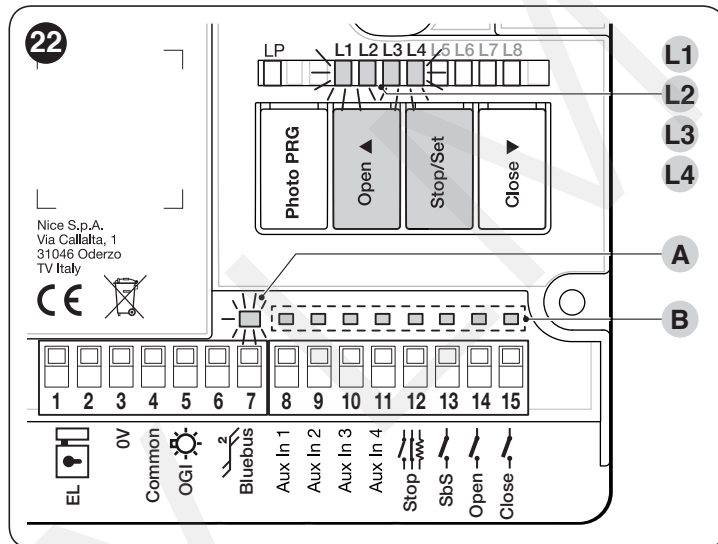 22
LP L1 L2 L3 L4 L5 L6 L7 L8
L1
L2
L3
L4
Photo PRG
Open ▲
Stop/Set
Close ▼
Nice S.p.A.
Via Callalta, 1
31046 Oderzo
TV Italy
CE
A
B
1 2 3 4 5 6 7 8 9 10 11 12 13 14 15
EL
0V
Common
OGI
2
Bluebus
Aux In 1
Aux In 2
Aux In 3
Aux In 4
Stop
SbS
Open
Close